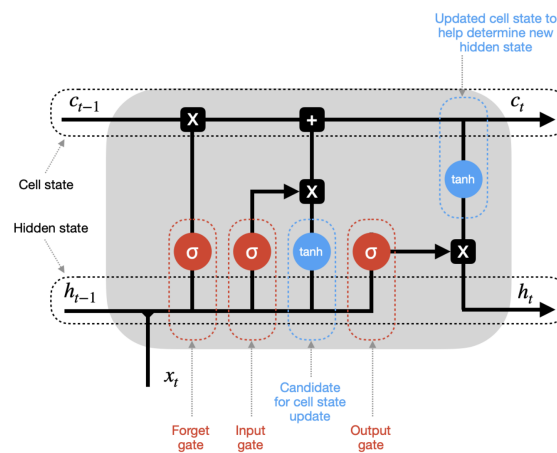 Updated cell state to
help determine new
hidden state
c_{t-1}
c_t
X
+
Cell state
X
tanh
Hidden state
σ
σ
tanh
σ
X
h_{t-1}
h_t
x_t
Candidate
for cell state
update
Forget
gate
Input
gate
Output
gate